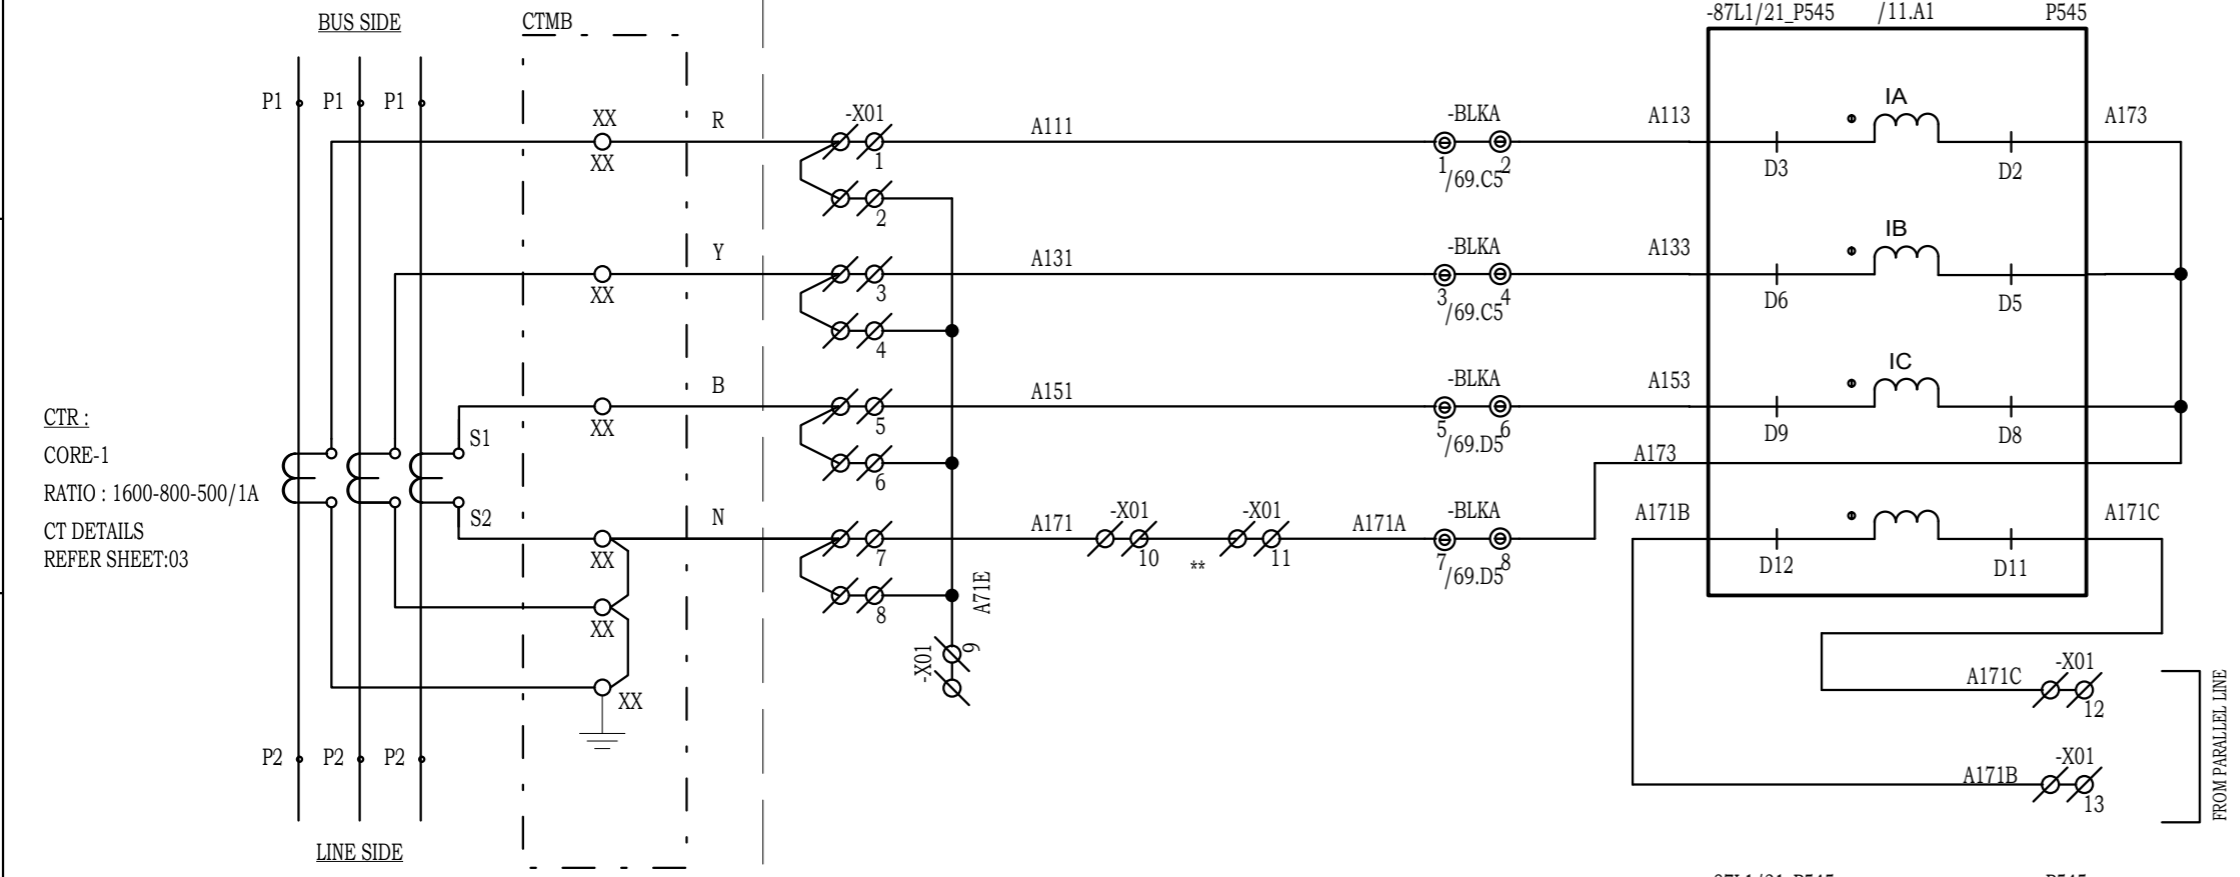 BUS SIDE
CTMB
-87L1/21_P545 /11.A1 P545
P1 P1 P1
XX
XX
R
-X01
1
A111
-BLKA
1 2
/69.C5
A113
D3
IA
D2
A173
2
Y
XX
3
A131
-BLKA
3 4
/69.C5
A133
D6
IB
D5
4
B
XX
5
A151
-BLKA
5 6
/69.D5
A153
D9
IC
D8
6
A173
CTR :
CORE-1
RATIO : 1600-800-500/1A
CT DETAILS
REFER SHEET:03
S1
S2
N
XX
7
A171
-X01
10
**
-X01
11
A171A
-BLKA
7 8
/69.D5
A171B
D12
D11
A171C
8
A71E
-X01
9
XX
XX
A171C
-X01
12
A171B
-X01
13
FROM PARALLEL LINE
P2 P2 P2
LINE SIDE
-87L1/21_P545 P545